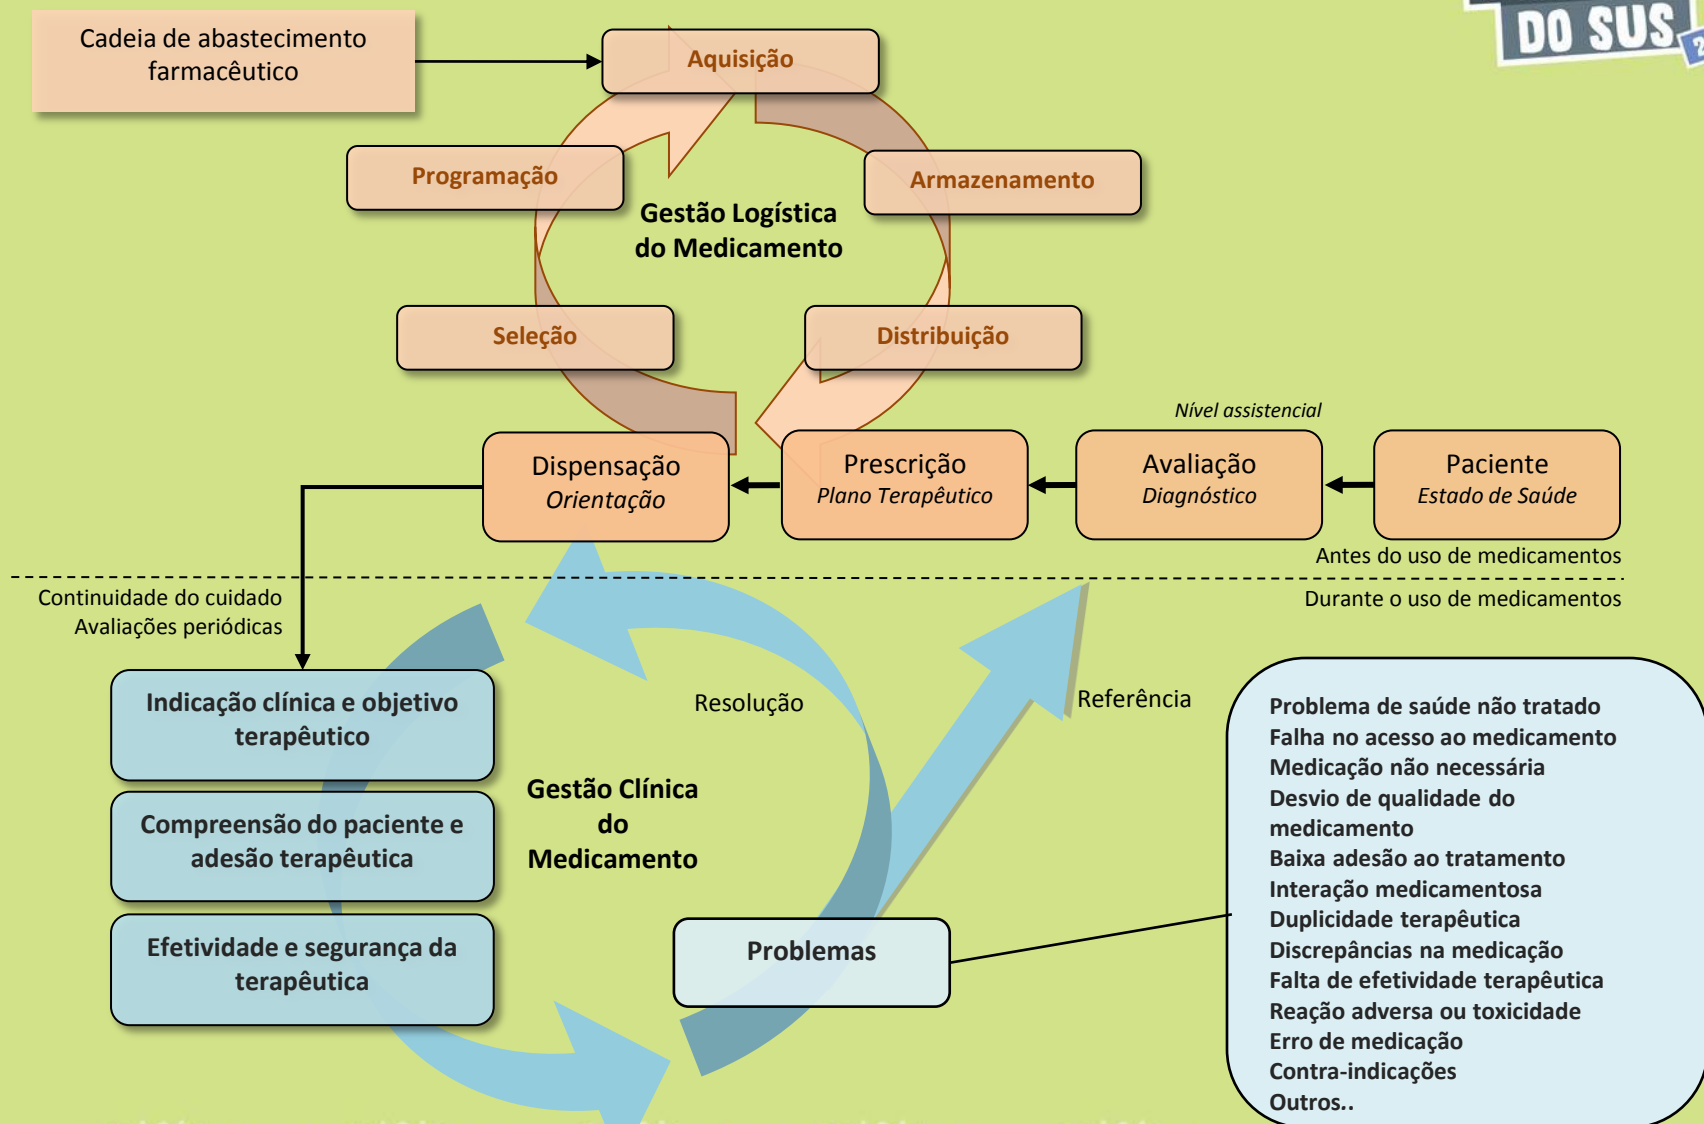 DO SUS
Cadeia de abastecimento
farmacêutico
Aquisição
Programação
Armazenamento
Gestão Logística
do Medicamento
Seleção
Distribuição
Nível assistencial
Dispensação
Orientação
Prescrição
Plano Terapêutico
Avaliação
Diagnóstico
Paciente
Estado de Saúde
Antes do uso de medicamentos
Durante o uso de medicamentos
Continuidade do cuidado
Avaliações periódicas
Indicação clínica e objetivo
terapêutico
Compreensão do paciente e
adesão terapêutica
Efetividade e segurança da
terapêutica
Resolução
Referência
Gestão Clínica
do
Medicamento
Problemas
Problema de saúde não tratado
Falha no acesso ao medicamento
Medicação não necessária
Desvio de qualidade do
medicamento
Baixa adesão ao tratamento
Interação medicamentosa
Duplicidade terapêutica
Discrepâncias na medicação
Falta de efetividade terapêutica
Reação adversa ou toxicidade
Erro de medicação
Contra-indicações
Outros..